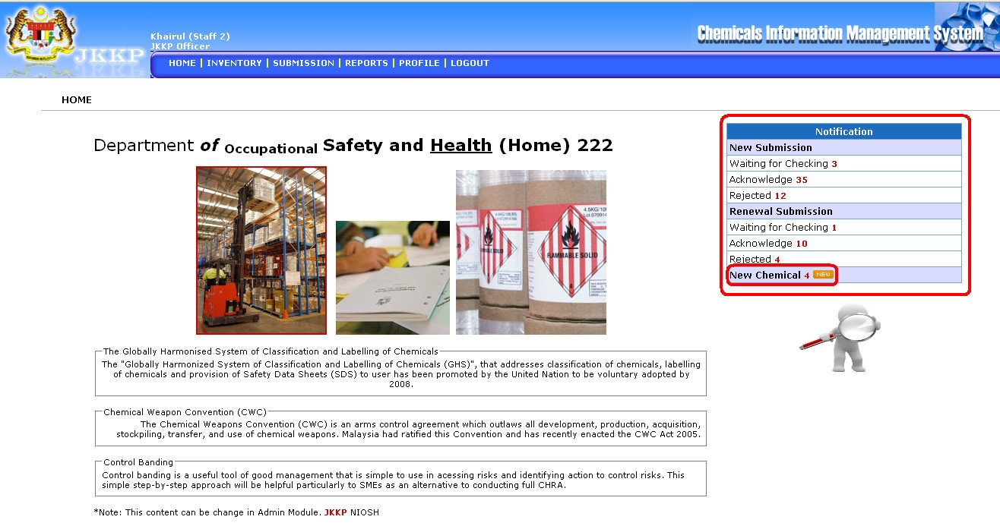 JKKP
Khairul (Staff 2)
JKKP Officer
Chemicals Information Management System
HOME | INVENTORY | SUBMISSION | REPORTS | PROFILE | LOGOUT
HOME
Department of Occupational Safety and Health (Home) 222
FLAMMABLE SOLID
FLAMMABLE SOLID
4
Notification
New Submission
Waiting for Checking 3
Acknowledge 35
Rejected 12
Renewal Submission
Waiting for Checking 1
Acknowledge 10
Rejected 4
New Chemical 4 NEW
The Globally Harmonised System of Classification and Labelling of Chemicals
The "Globally Harmonized System of Classification and Labelling of Chemicals (GHS)", that addresses classification of chemicals, labelling
of chemicals and provision of Safety Data Sheets (SDS) to user has been promoted by the United Nation to be voluntary adopted by
2008.
Chemical Weapon Convention (CWC)
The Chemical Weapons Convention (CWC) is an arms control agreement which outlaws all development, production, acquisition,
stockpiling, transfer, and use of chemical weapons. Malaysia had ratified this Convention and has recently enacted the CWC Act 2005.
Control Banding
Control banding is a useful tool of good management that is simple to use in acessing risks and identifying action to control risks. This
simple step-by-step approach will be helpful particularly to SMEs as an alternative to conducting full CHRA.
*Note: This content can be change in Admin Module. JKKP NIOSH